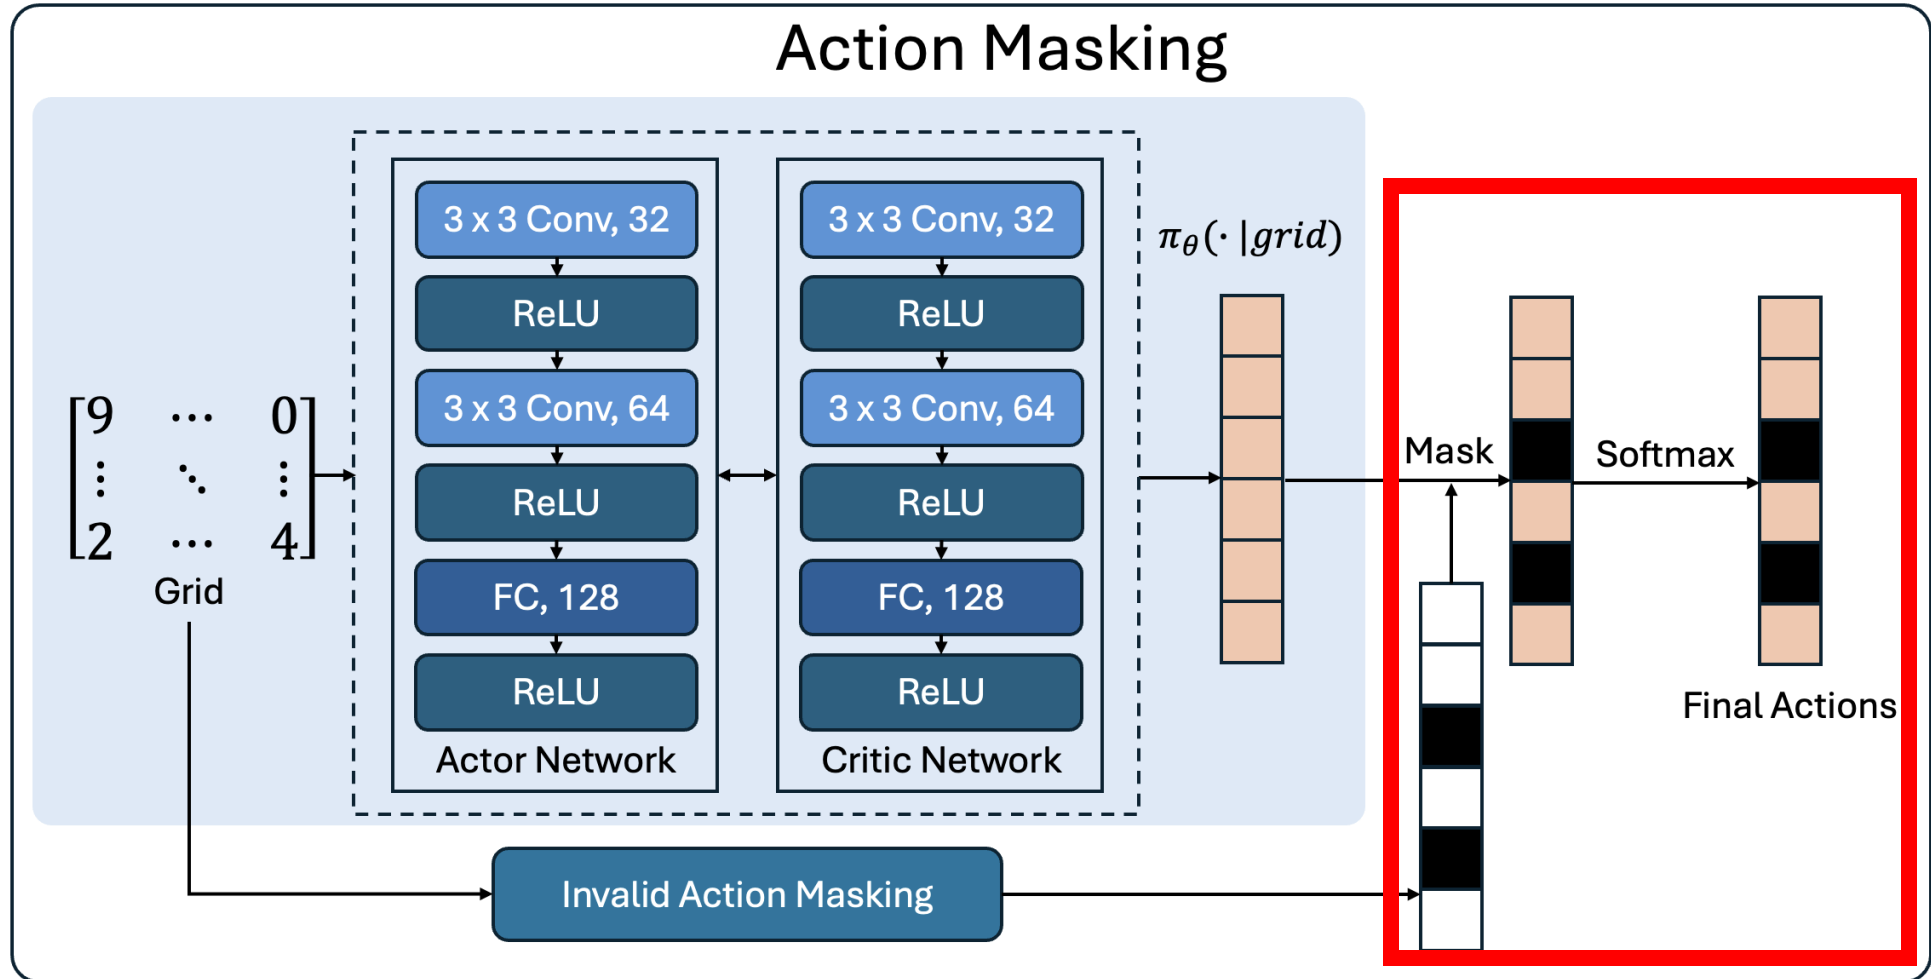 Action Masking
3 x 3 Conv, 32
ReLU
3 x 3 Conv, 64
ReLU
FC, 128
ReLU
Actor Network
3 x 3 Conv, 32
ReLU
3 x 3 Conv, 64
ReLU
FC, 128
ReLU
Critic Network
9 ⋯ 0
⋮ ⋱ ⋮
2 ⋯ 4
Grid
π_θ(· |grid)
Mask
Softmax
Final Actions
Invalid Action Masking